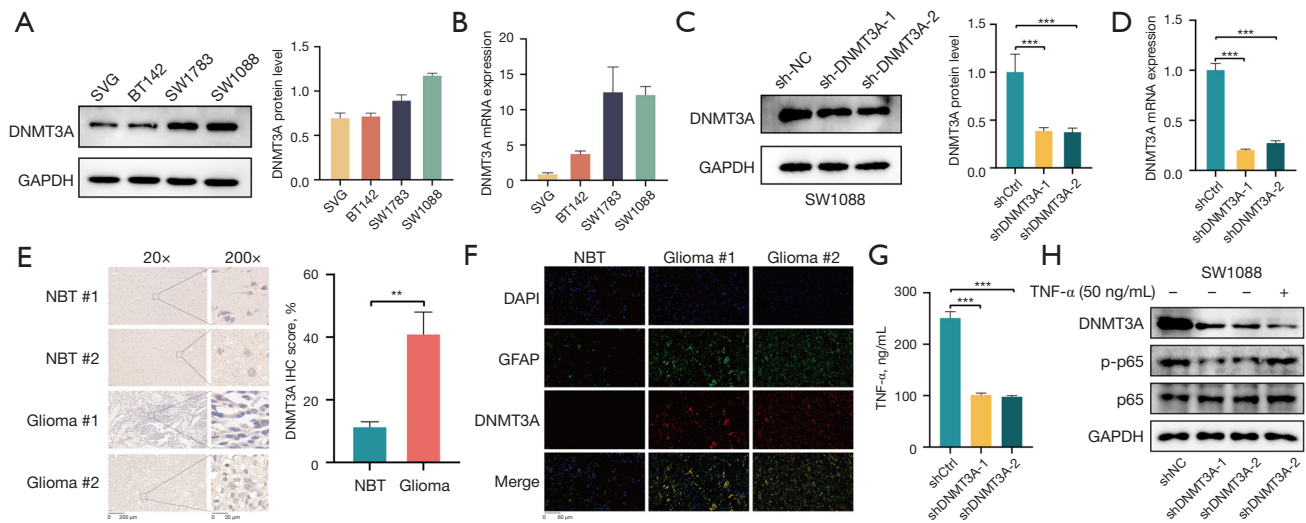 A
SVG
BT142
SW1783
SW1088
DNMT3A
GAPDH
DNMT3A protein level
1.5
1.0
0.5
0.0
SVG
BT142
SW1783
SW1088
B
DNMT3A mRNA expression
15
10
5
0
SVG
BT142
SW1783
SW1088
C
sh-NC
sh-DNMT3A-1
sh-DNMT3A-2
DNMT3A
GAPDH
SW1088
DNMT3A protein level
1.5
1.0
0.5
0.0
***
***
shCtrl
shDNMT3A-1
shDNMT3A-2
D
DNMT3A mRNA expression
1.5
1.0
0.5
0.0
***
***
shCtrl
shDNMT3A-1
shDNMT3A-2
E
20× 200×
NBT #1
NBT #2
Glioma #1
Glioma #2
200 μm 20 μm
DNMT3A IHC score, %
60
40
20
0
**
NBT Glioma
F
NBT Glioma #1 Glioma #2
DAPI
GFAP
DNMT3A
Merge
60 μm
G
TNF-α, ng/mL
300
200
100
0
***
***
shCtrl
shDNMT3A-1
shDNMT3A-2
H
SW1088
TNF-α (50 ng/mL) − − − +
DNMT3A
p-p65
p65
GAPDH
shNC
shDNMT3A-1
shDNMT3A-2
shDNMT3A-2